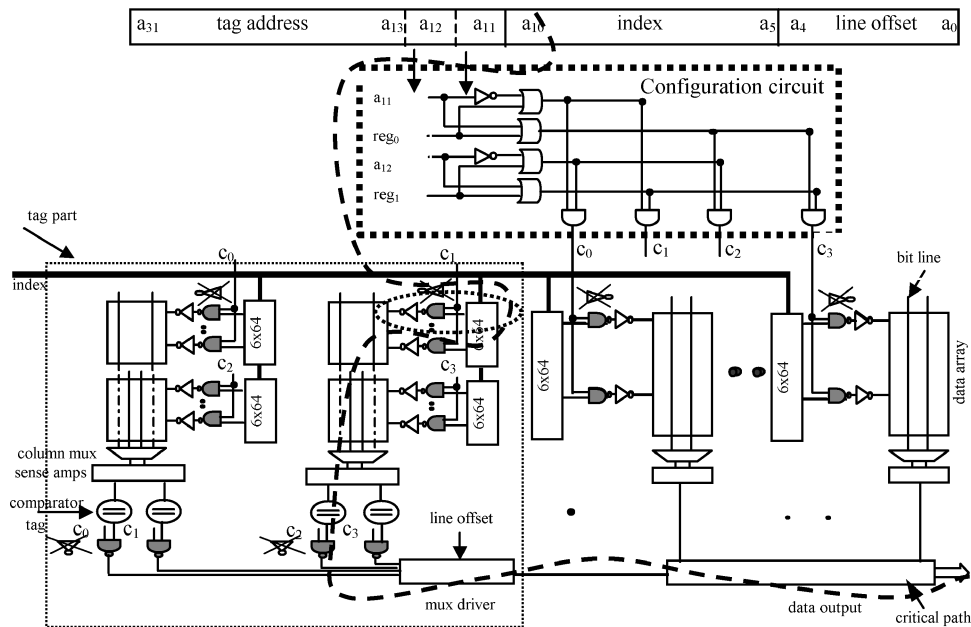 a31 tag address a13 a12 a11 a10 index a5 a4 line offset a0
Configuration circuit
a11
reg0
a12
reg1
tag part
c0 c1 c0 c1 c2 c3
bit line
index
6x64 6x64 6x64 6x64
c2 c3
6x64 6x64
data array
column mux
sense amps
comparator
tag
c0 c1 c2 c3
line offset
mux driver
data output
critical path